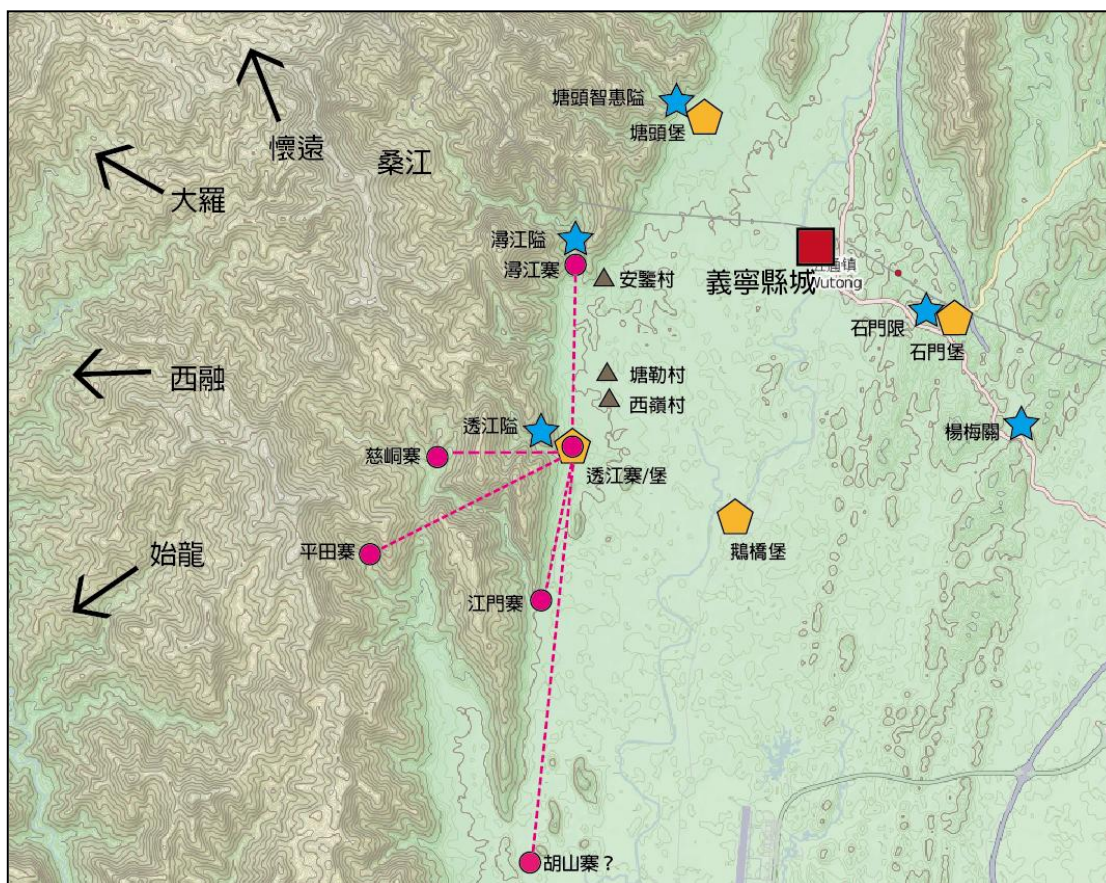 塘頭智惠隘
塘頭堡
懷遠
桑江
大羅
潯江隘
潯江寨
安鑒村
義寧縣城
Wutong
石門限
石門堡
西融
塘勒村
西嶺村
透江隘
楊梅關
慈峒寨
透江寨/堡
鵝橋堡
平田寨
始龍
江門寨
胡山寨？